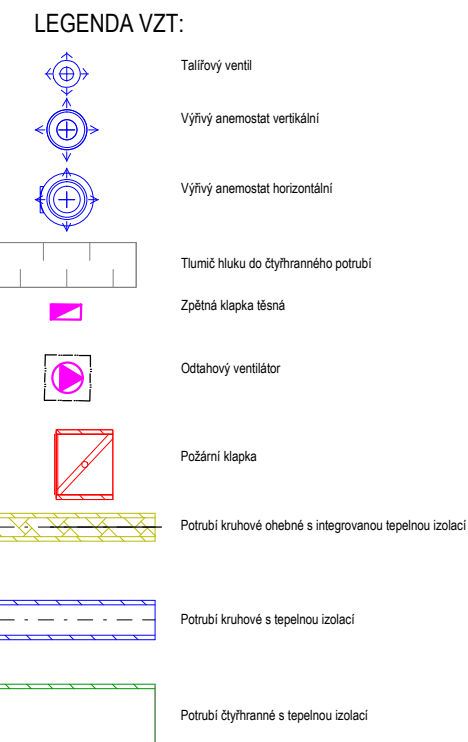 LEGENDA VZT:
Talířový ventil
Výřivý anemostat vertikální
Výřivý anemostat horizontální
Tlumič hluku do čtyřhranného potrubí
Zpětná klapka těsná
Odtahový ventilátor
Požární klapka
Potrubí kruhové ohebné s integrovanou tepelnou izolací
Potrubí kruhové s tepelnou izolací
Potrubí čtyřhranné s tepelnou izolací